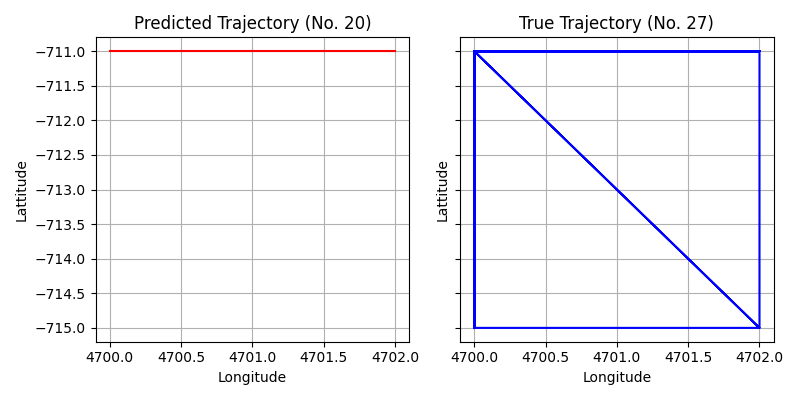 Predicted Trajectory (No. 20)
−711.0
−711.5
−712.0
−712.5
−713.0
−713.5
−714.0
−714.5
−715.0
Lattitude
4700.0 4700.5 4701.0 4701.5 4702.0
Longitude
True Trajectory (No. 27)
Lattitude
4700.0 4700.5 4701.0 4701.5 4702.0
Longitude